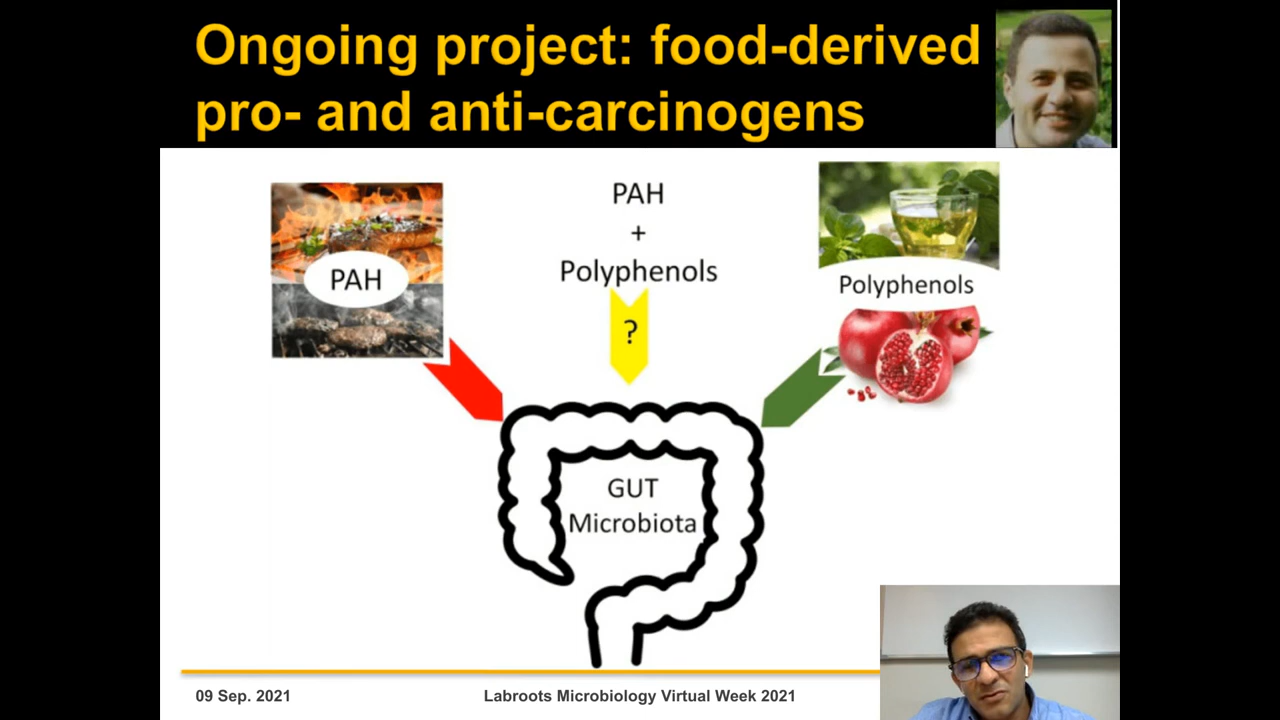 Ongoing project: food-derived
pro- and anti-carcinogens
PAH
PAH
+
Polyphenols
?
Polyphenols
GUT
Microbiota
09 Sep. 2021
Labroots Microbiology Virtual Week 2021